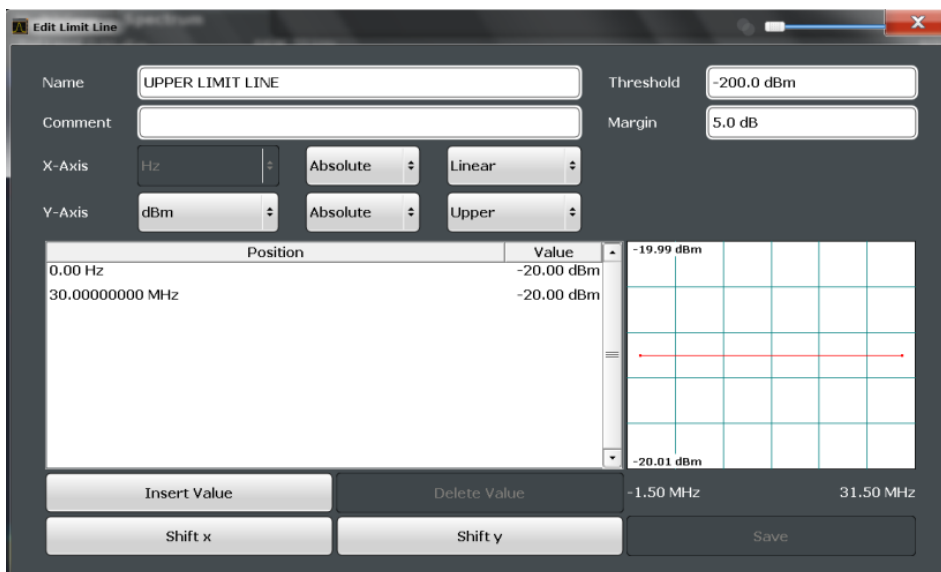 Spectrum
Edit Limit Line
Name UPPER LIMIT LINE Threshold -200.0 dBm
Comment Margin 5.0 dB
X-Axis Hz Absolute Linear
Y-Axis dBm Absolute Upper
Position Value -19.99 dBm
0.00 Hz -20.00 dBm
30.00000000 MHz -20.00 dBm
-20.01 dBm
Insert Value Delete Value -1.50 MHz 31.50 MHz
Shift x Shift y Save